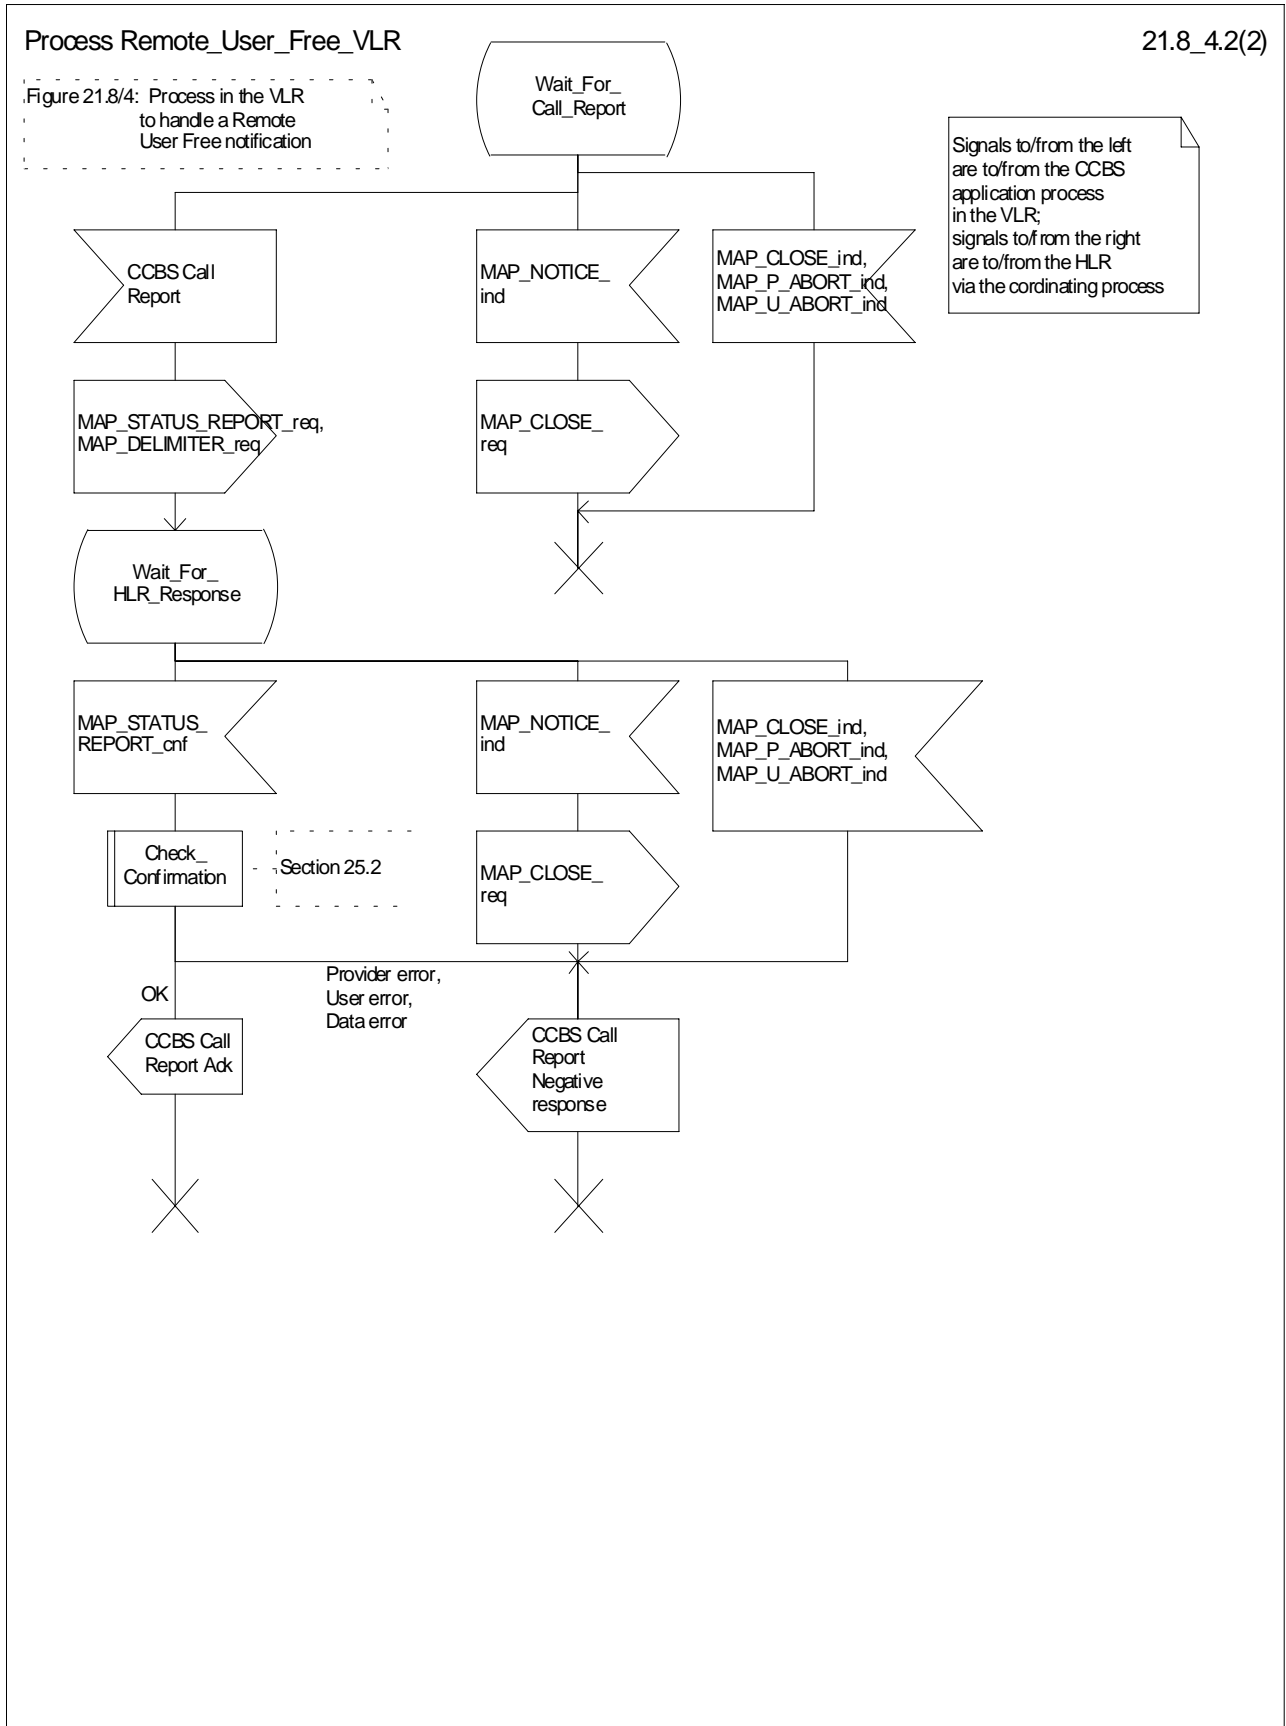 Process Remote_User_Free_VLR
21.8_4.2(2)
Figure 21.8/4: Process in the VLR
to handle a Remote
User Free notification
Wait_For_
Call_Report
Signals to/from the left
are to/from the CCBS
application process
in the VLR;
signals to/from the right
are to/from the HLR
via the cordinating process
CCBS Call
Report
MAP_NOTICE_
ind
MAP_CLOSE_ind,
MAP_P_ABORT_ind,
MAP_U_ABORT_ind
MAP_STATUS_REPORT_req,
MAP_DELIMITER_req
MAP_CLOSE_
req
Wait_For_
HLR_Response
MAP_STATUS_
REPORT_cnf
MAP_NOTICE_
ind
MAP_CLOSE_ind,
MAP_P_ABORT_ind,
MAP_U_ABORT_ind
Check_
Confirmation
Section 25.2
MAP_CLOSE_
req
Provider error,
User error,
Data error
OK
CCBS Call
Report Ack
CCBS Call
Report
Negative
response